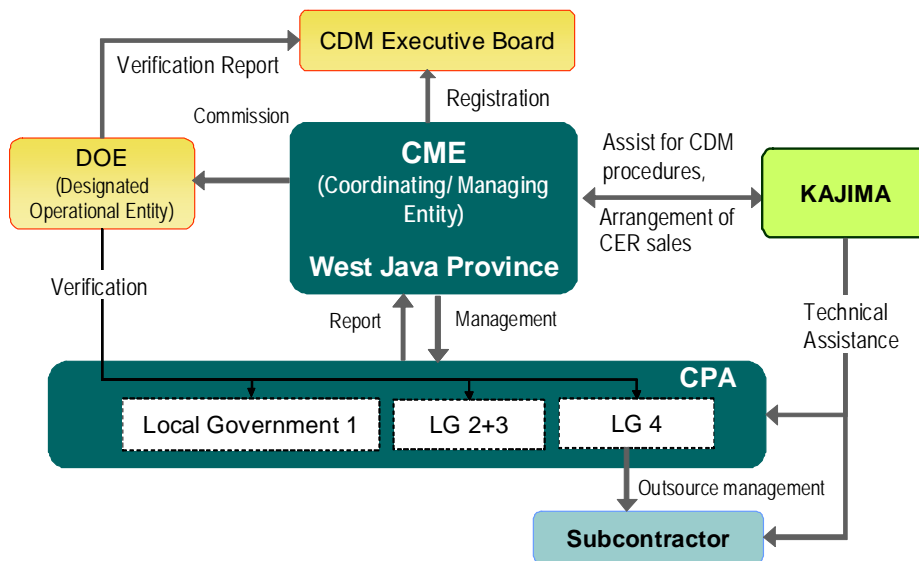 CDM Executive Board
Verification Report
Commission
Registration
DOE
(Designated
Operational Entity)
CME
(Coordinating/ Managing
Entity)
West Java Province
Assist for CDM
procedures,
Arrangement of
CER sales
KAJIMA
Verification
Report
Management
Technical
Assistance
CPA
Local Government 1
LG 2+3
LG 4
Outsource management
Subcontractor